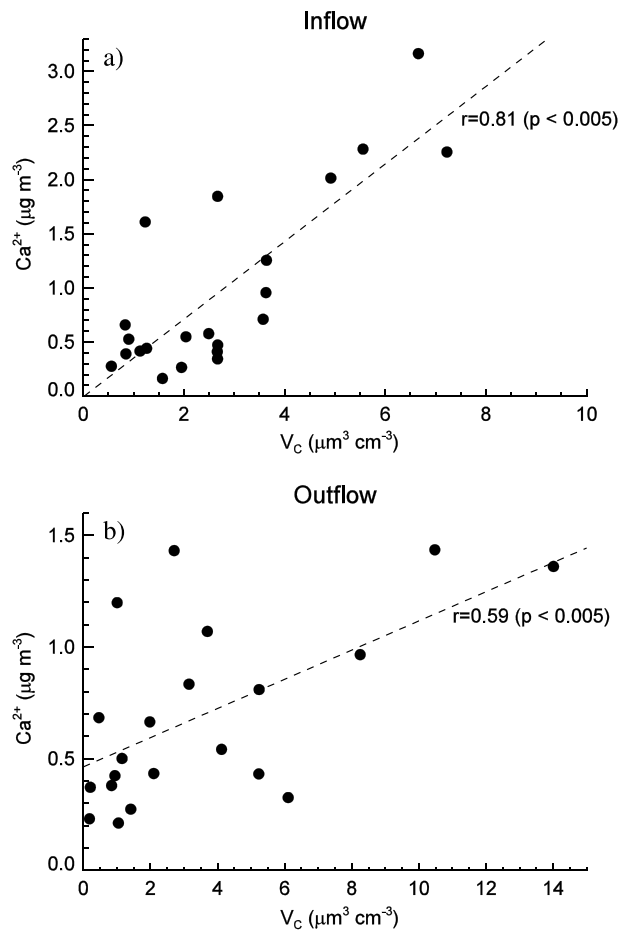 Inflow
a)
3.0
2.5
2.0
1.5
1.0
0.5
0.0
Ca²⁺ (μg m⁻³)
r=0.81 (p < 0.005)
0 2 4 6 8 10
V_C (μm³ cm⁻³)
Outflow
b)
1.5
1.0
0.5
0.0
Ca²⁺ (μg m⁻³)
r=0.59 (p < 0.005)
0 2 4 6 8 10 12 14
V_C (μm³ cm⁻³)